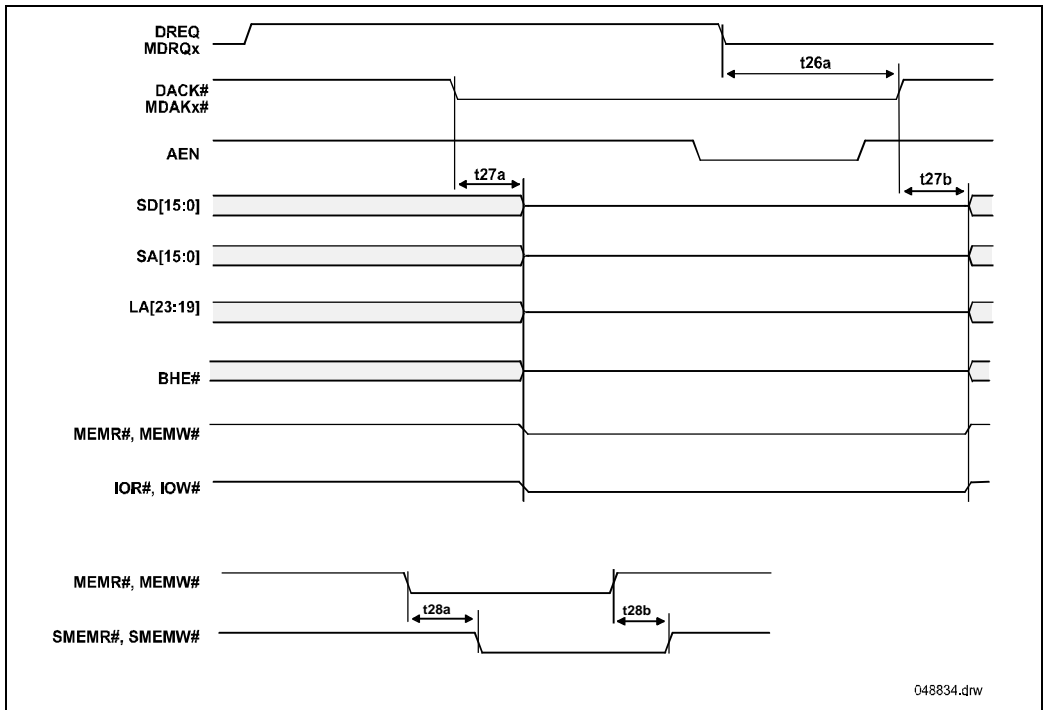 DREQ
MDRQx
t26a
DACK#
MDAKx#
AEN
t27a
t27b
SD[15:0]
SA[15:0]
LA[23:19]
BHE#
MEMR#, MEMW#
IOR#, IOW#
MEMR#, MEMW#
t28a
t28b
SMEMR#, SMEMW#
048834.drw